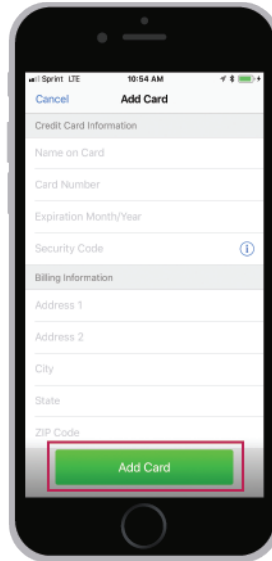 Sprint LTE 10:54 AM
Cancel Add Card
Credit Card Information
Name on Card
Card Number
Expiration Month/Year
Security Code
Billing Information
Address 1
Address 2
City
State
ZIP Code
Add Card